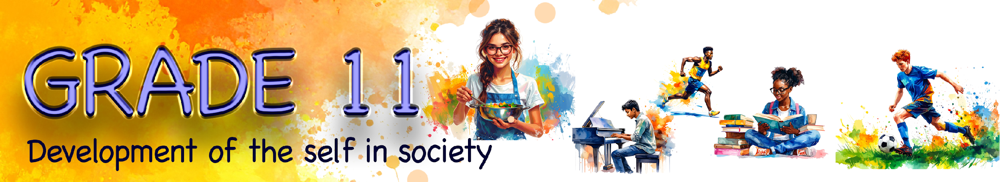 GRADE 11
Development of the self in society